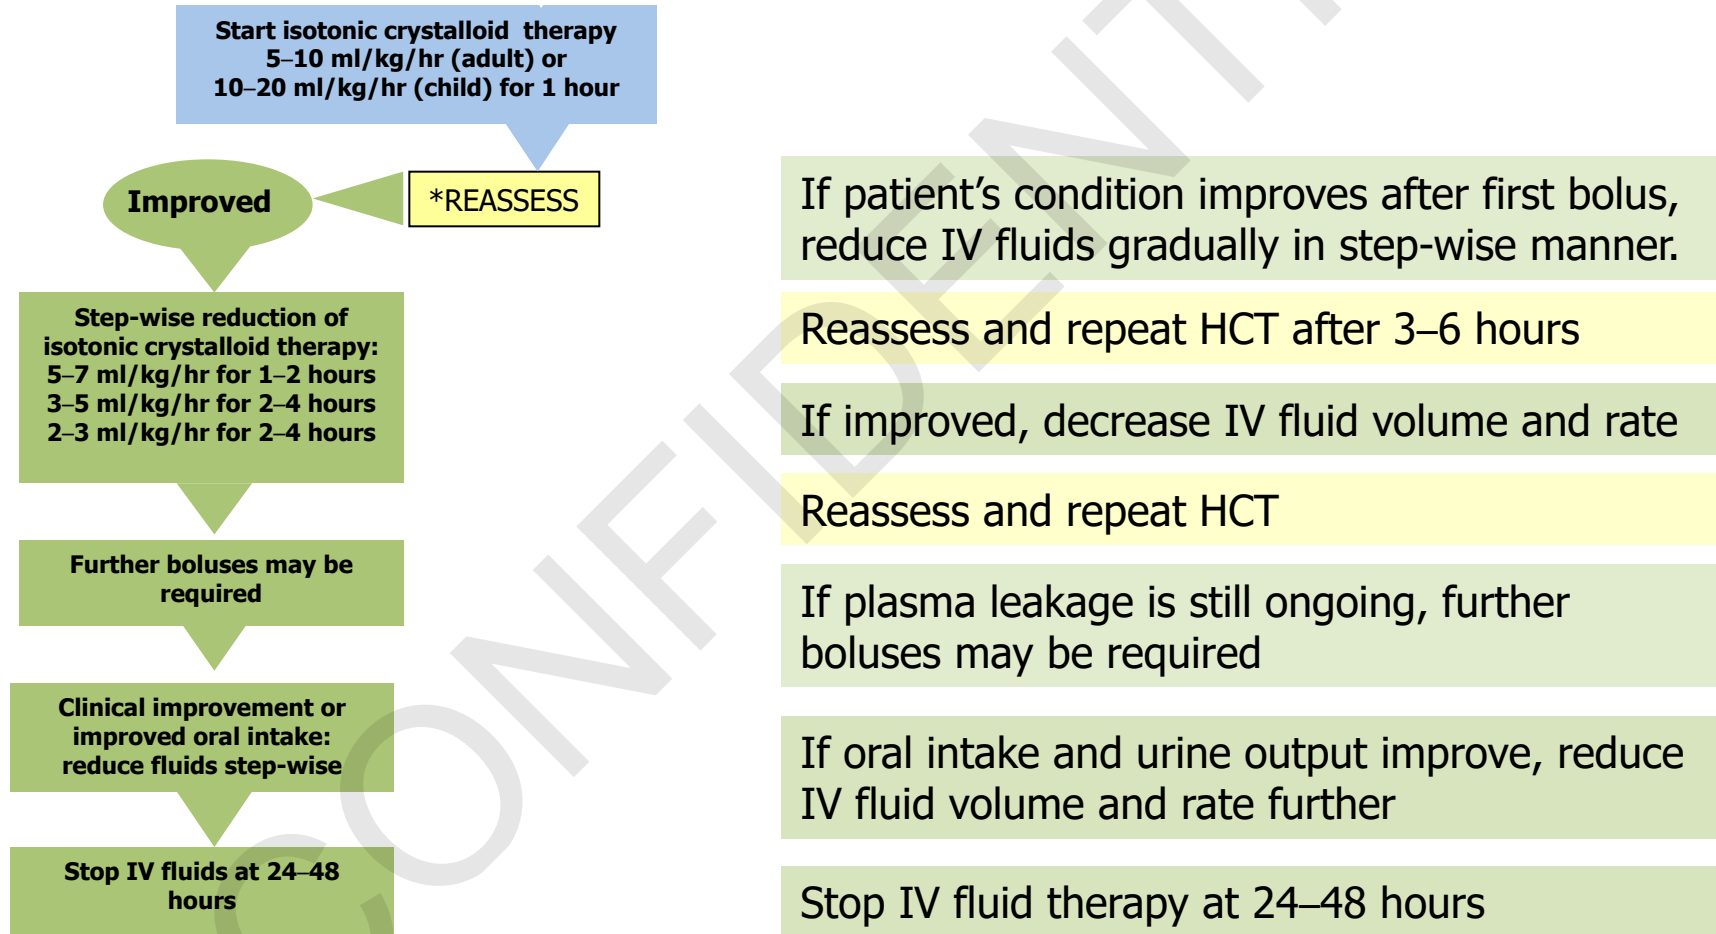 Start isotonic crystalloid therapy
5–10 ml/kg/hr (adult) or
10–20 ml/kg/hr (child) for 1 hour
Improved
*REASSESS
Step-wise reduction of
isotonic crystalloid therapy:
5–7 ml/kg/hr for 1–2 hours
3–5 ml/kg/hr for 2–4 hours
2–3 ml/kg/hr for 2–4 hours
Further boluses may be
required
Clinical improvement or
improved oral intake:
reduce fluids step-wise
Stop IV fluids at 24–48
hours
If patient’s condition improves after first bolus,
reduce IV fluids gradually in step-wise manner.
Reassess and repeat HCT after 3–6 hours
If improved, decrease IV fluid volume and rate
Reassess and repeat HCT
If plasma leakage is still ongoing, further
boluses may be required
If oral intake and urine output improve, reduce
IV fluid volume and rate further
Stop IV fluid therapy at 24–48 hours
CONFIDENT